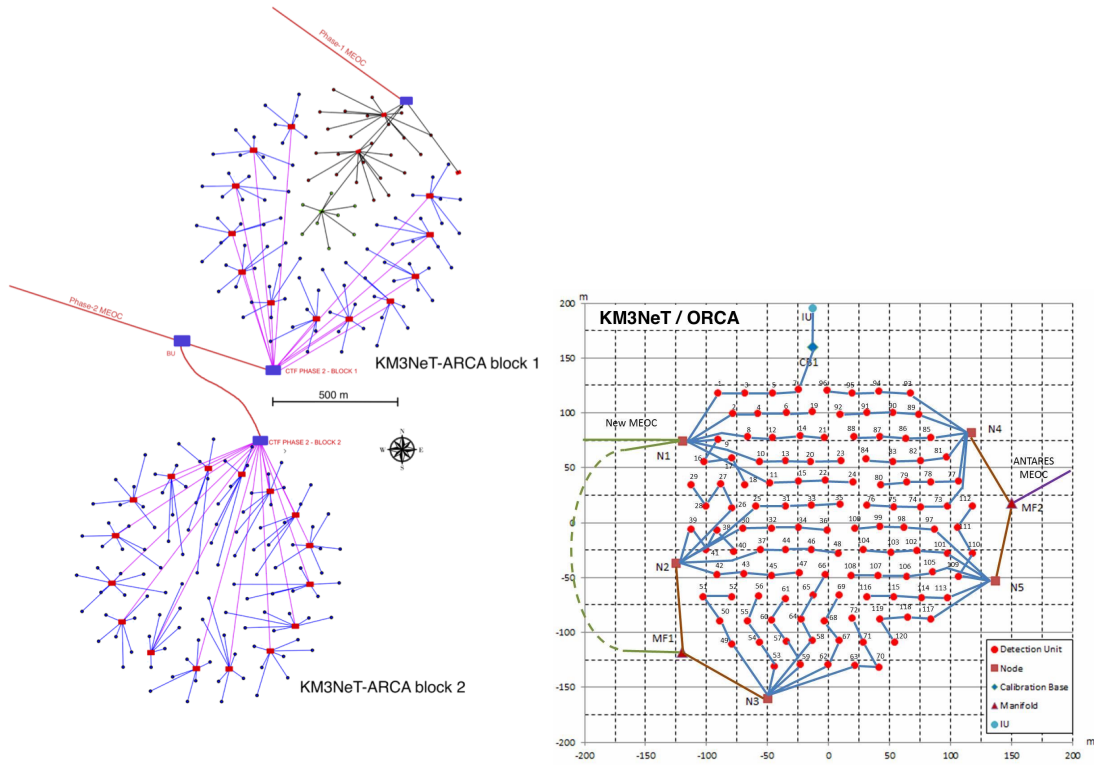 Phase-1 MEOC
Phase-2 MEOC
BU
KM3NeT-ARCA block 1
CTF PHASE 2 - BLOCK 1
500 m
CTF PHASE 2 - BLOCK 2
N
W E
S
KM3NeT-ARCA block 2
m
KM3NeT / ORCA
IU
CB1
200
150
100
50
0
-50
-100
-150
-200
1 3 5 7 96 95 94 93
2 4 6 19 92 91 90 89
New MEOC
N1
N4
8 12 14 21 88 87 86 85
9
16 17 10 13 20 23 84 83 82 81
ANTARES
MEOC
MF2
29 27 18 11 15 22 24 80 79 78 77
28 26 25 31 33 35 76 75 74 73 112
39 38 30 32 34 36 100 99 98 97 111
41 40 37 44 46 48 104 103 102 101 110
N2
42 43 45 47 66 108 107 106 105 109
N5
51 52 56 61 65 69 116 115 114 113
50 55 60 64 68 72 119 118 117
MF1
49 54 57 58 67 71 120
53 59 62 63 70
N3
Detection Unit
Node
Calibration Base
Manifold
IU
-200 -150 -100 -50 0 50 100 150 200
m